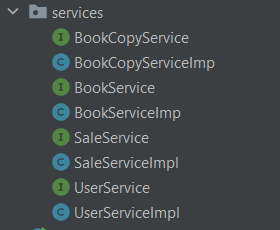 services
BookCopyService
BookCopyServiceImp
BookService
BookServiceImp
SaleService
SaleServiceImpl
UserService
UserServiceImpl